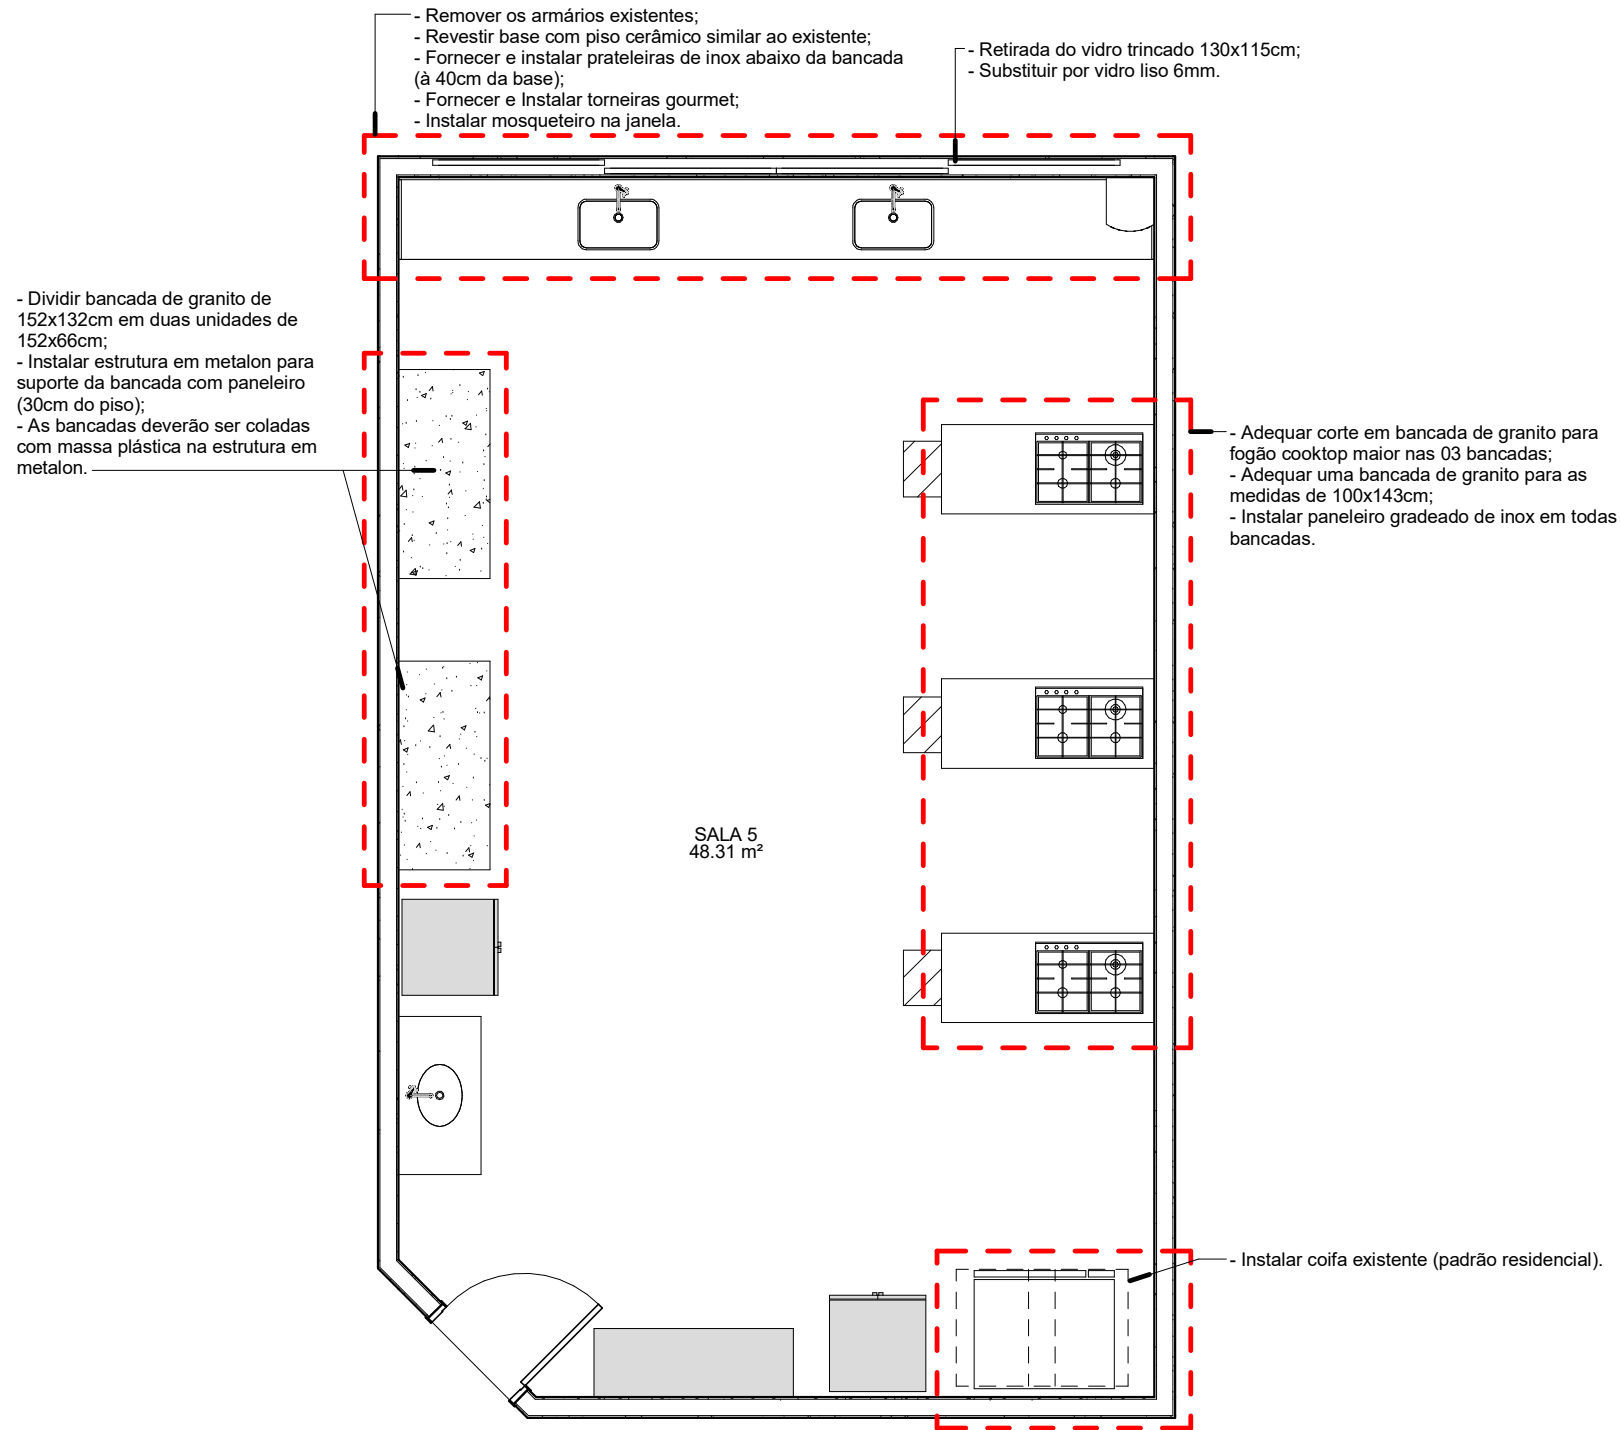 - Remover os armários existentes;
- Revestir base com piso cerâmico similar ao existente;
- Fornecer e instalar prateleiras de inox abaixo da bancada
(à 40cm da base);
- Fornecer e Instalar torneiras gourmet;
- Instalar mosqueteiro na janela.
- Retirada do vidro trincado 130x115cm;
- Substituir por vidro liso 6mm.
- Dividir bancada de granito de
152x132cm em duas unidades de
152x66cm;
- Instalar estrutura em metalon para
suporte da bancada com paneleiro
(30cm do piso);
- As bancadas deverão ser coladas
com massa plástica na estrutura em
metalon.
- Adequar corte em bancada de granito para
fogão cooktop maior nas 03 bancadas;
- Adequar uma bancada de granito para as
medidas de 100x143cm;
- Instalar paneleiro gradeado de inox em todas
bancadas.
SALA 5
48.31 m²
- Instalar coifa existente (padrão residencial).